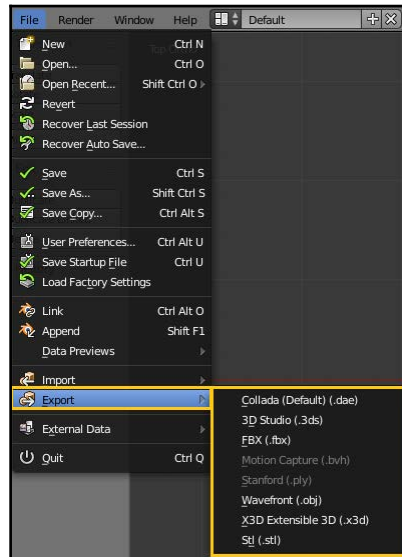 File Render Window Help Default
New Ctrl N
Open... Ctrl O
Open Recent... Shift Ctrl O
Revert
Recover Last Session
Recover Auto Save...
Save Ctrl S
Save As... Shift Ctrl S
Save Copy... Ctrl Alt S
User Preferences... Ctrl Alt U
Save Startup File Ctrl U
Load Factory Settings
Link Ctrl Alt O
Append Shift F1
Data Previews
Import
Export
External Data
Quit Ctrl Q
Collada (Default) (.dae)
3D Studio (.3ds)
FBX (.fbx)
Motion Capture (.bvh)
Stanford (.ply)
Wavefront (.obj)
X3D Extensible 3D (.x3d)
Stl (.stl)